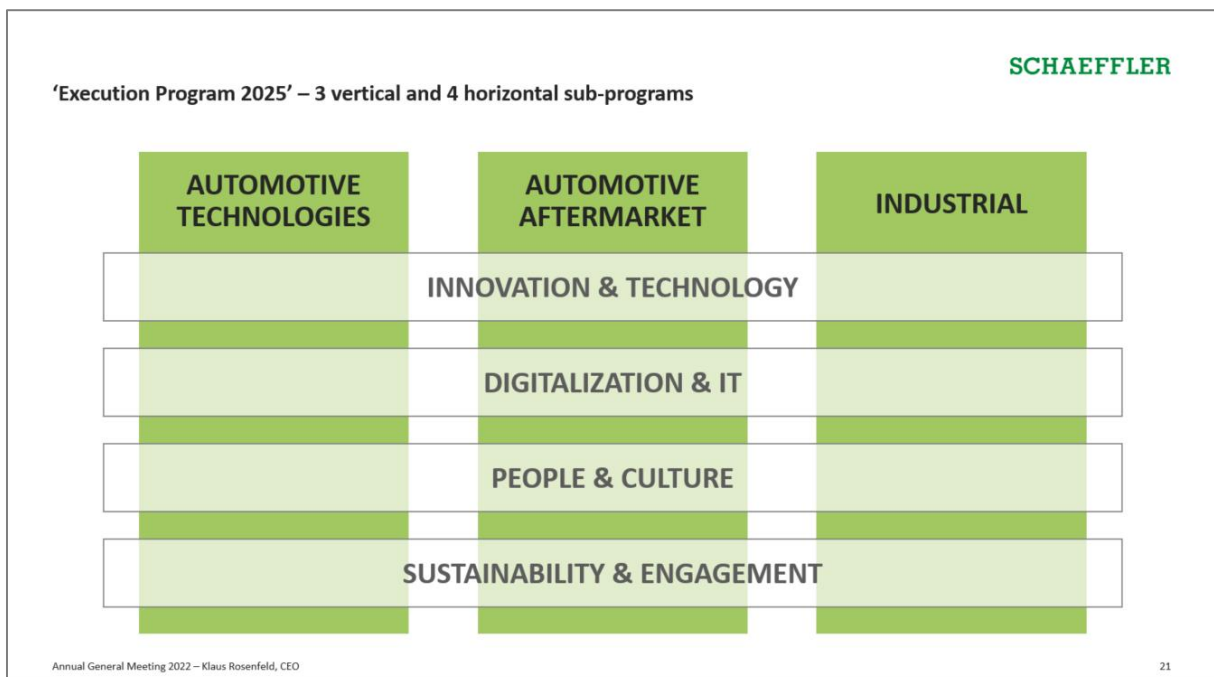 SCHAEFFLER
‘Execution Program 2025’ – 3 vertical and 4 horizontal sub-programs
AUTOMOTIVE
TECHNOLOGIES
AUTOMOTIVE
AFTERMARKET
INDUSTRIAL
INNOVATION & TECHNOLOGY
DIGITALIZATION & IT
PEOPLE & CULTURE
SUSTAINABILITY & ENGAGEMENT
Annual General Meeting 2022 – Klaus Rosenfeld, CEO
21